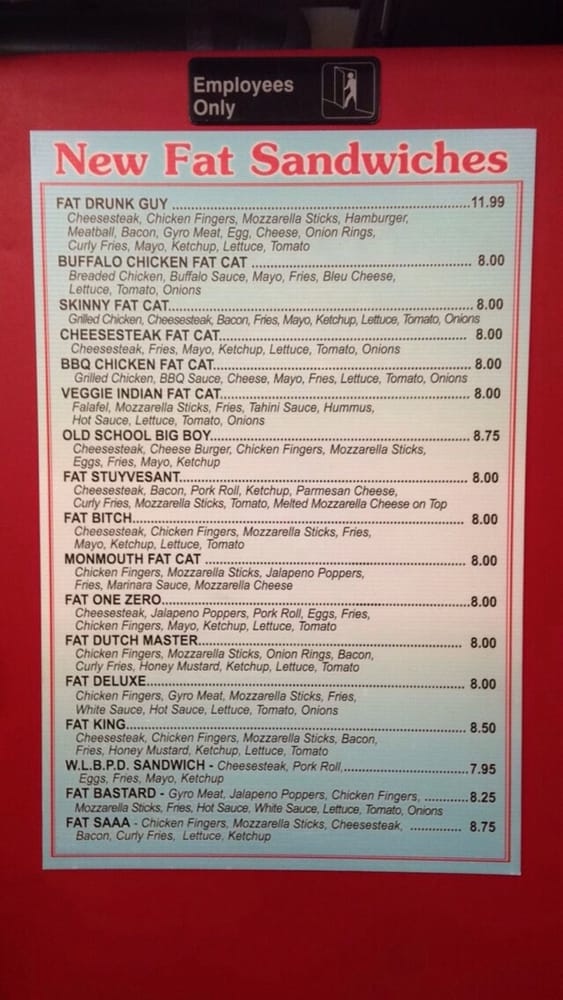 Employees
Only
New Fat Sandwiches
FAT DRUNK GUY ..................................................................11.99
Cheesesteak, Chicken Fingers, Mozzarella Sticks, Hamburger,
Meatball, Bacon, Gyro Meat, Egg, Cheese, Onion Rings,
Curly Fries, Mayo, Ketchup, Lettuce, Tomato
BUFFALO CHICKEN FAT CAT ................................................ 8.00
Breaded Chicken, Buffalo Sauce, Mayo, Fries, Bleu Cheese,
Lettuce, Tomato, Onions
SKINNY FAT CAT.................................................................. 8.00
Grilled Chicken, Cheesesteak, Bacon, Fries, Mayo, Ketchup, Lettuce, Tomato, Onions
CHEESESTEAK FAT CAT....................................................... 8.00
Cheesesteak, Fries, Mayo, Ketchup, Lettuce, Tomato, Onions
BBQ CHICKEN FAT CAT........................................................ 8.00
Grilled Chicken, BBQ Sauce, Cheese, Mayo, Fries, Lettuce, Tomato, Onions
VEGGIE INDIAN FAT CAT...................................................... 8.00
Falafel, Mozzarella Sticks, Fries, Tahini Sauce, Hummus,
Hot Sauce, Lettuce, Tomato, Onions
OLD SCHOOL BIG BOY......................................................... 8.75
Cheesesteak, Cheese Burger, Chicken Fingers, Mozzarella Sticks,
Eggs, Fries, Mayo, Ketchup
FAT STUYVESANT................................................................ 8.00
Cheesesteak, Bacon, Pork Roll, Ketchup, Parmesan Cheese,
Curly Fries, Mozzarella Sticks, Tomato, Melted Mozzarella Cheese on Top
FAT BITCH........................................................................... 8.00
Cheesesteak, Chicken Fingers, Mozzarella Sticks, Fries,
Mayo, Ketchup, Lettuce, Tomato
MONMOUTH FAT CAT .......................................................... 8.00
Chicken Fingers, Mozzarella Sticks, Jalapeno Poppers,
Fries, Marinara Sauce, Mozzarella Cheese
FAT ONE ZERO.....................................................................8.00
Cheesesteak, Jalapeno Poppers, Pork Roll, Eggs, Fries,
Chicken Fingers, Mayo, Ketchup, Lettuce, Tomato
FAT DUTCH MASTER............................................................ 8.00
Chicken Fingers, Mozzarella Sticks, Onion Rings, Bacon,
Curly Fries, Honey Mustard, Ketchup, Lettuce, Tomato
FAT DELUXE........................................................................ 8.00
Chicken Fingers, Gyro Meat, Mozzarella Sticks, Fries,
White Sauce, Hot Sauce, Lettuce, Tomato, Onions
FAT KING............................................................................. 8.50
Cheesesteak, Chicken Fingers, Mozzarella Sticks, Bacon,
Fries, Honey Mustard, Ketchup, Lettuce, Tomato
W.L.B.P.D. SANDWICH - Cheesesteak, Pork Roll,............................7.95
Eggs, Fries, Mayo, Ketchup
FAT BASTARD - Gyro Meat, Jalapeno Poppers, Chicken Fingers, ...........8.25
Mozzarella Sticks, Fries, Hot Sauce, White Sauce, Lettuce, Tomato, Onions
FAT SAAA - Chicken Fingers, Mozzarella Sticks, Cheesesteak, .............. 8.75
Bacon, Curly Fries, Lettuce, Ketchup